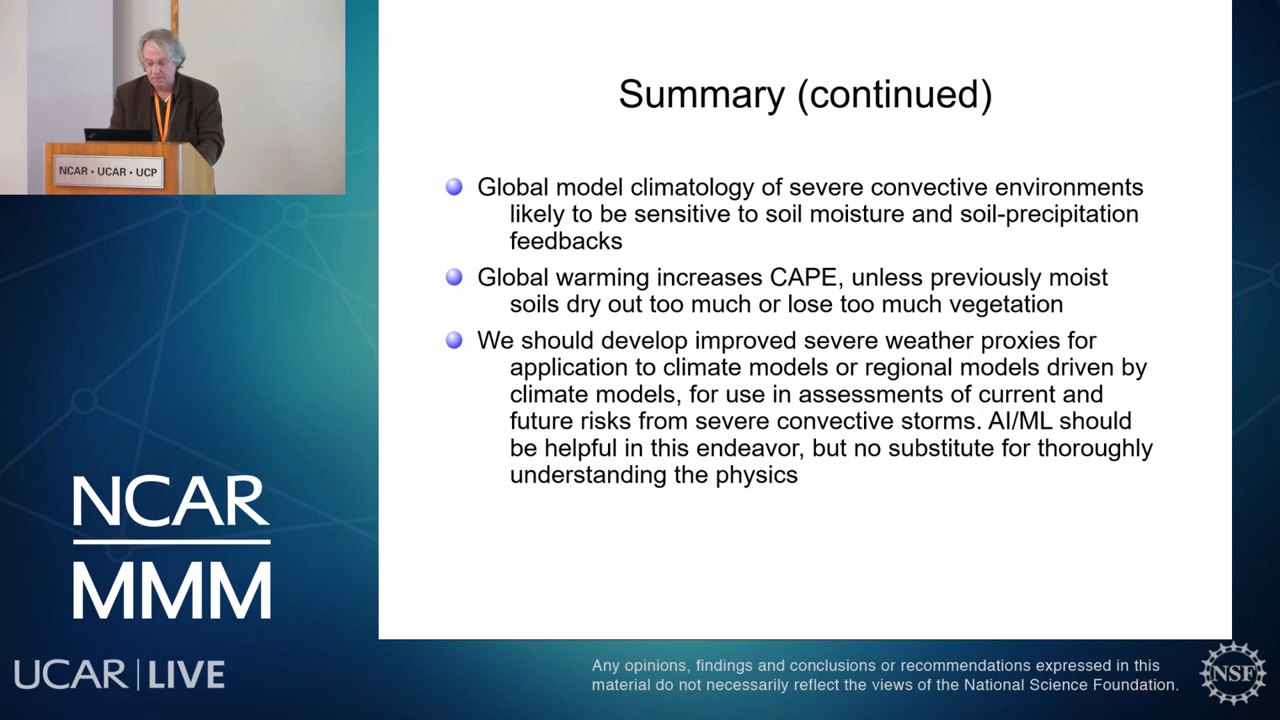 NCAR • UCAR • UCP
Summary (continued)
Global model climatology of severe convective environments
likely to be sensitive to soil moisture and soil-precipitation
feedbacks
Global warming increases CAPE, unless previously moist
soils dry out too much or lose too much vegetation
We should develop improved severe weather proxies for
application to climate models or regional models driven by
climate models, for use in assessments of current and
future risks from severe convective storms. AI/ML should
be helpful in this endeavor, but no substitute for thoroughly
understanding the physics
NCAR
MMM
UCAR | LIVE
Any opinions, findings and conclusions or recommendations expressed in this
material do not necessarily reflect the views of the National Science Foundation.
NSF